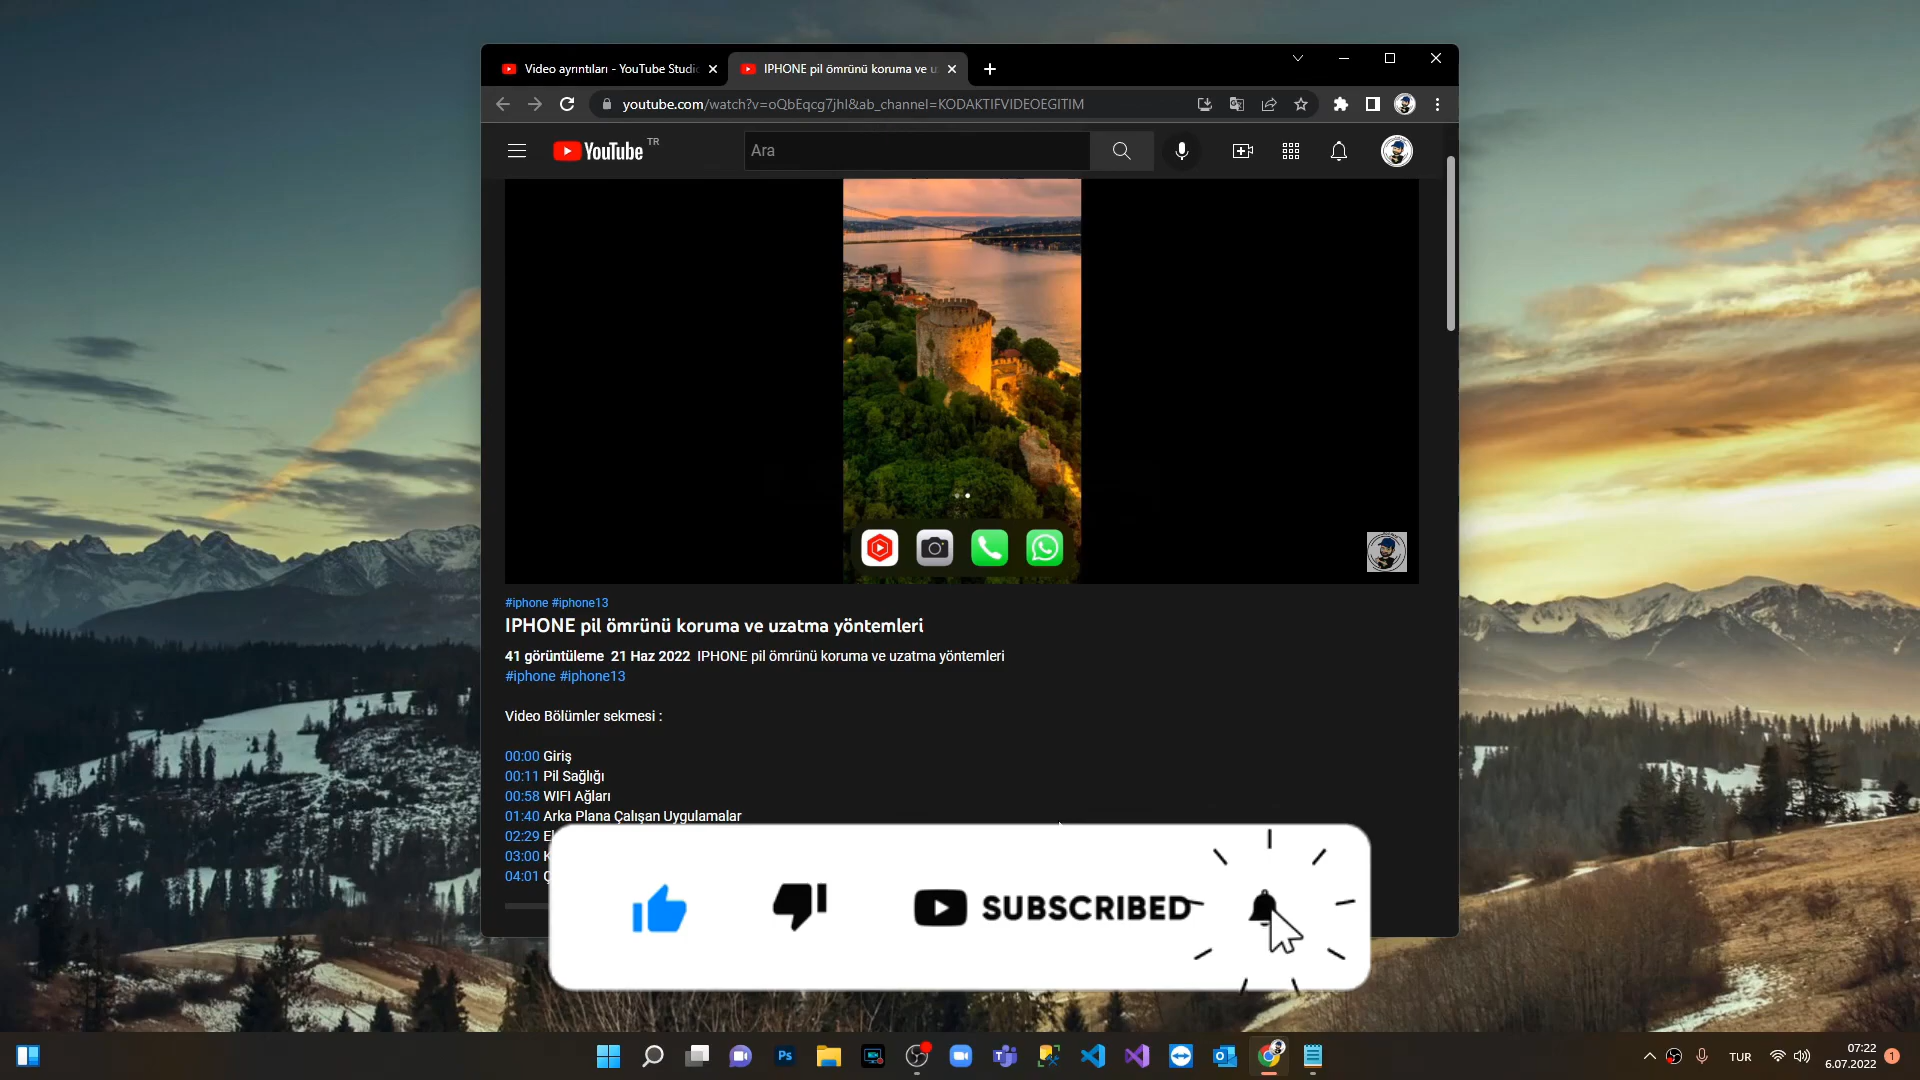 Video ayrıntıları - YouTube Studio
IPHONE pil ömrünü koruma ve u
youtube.com/watch?v=oQbEqcg7jhI&ab_channel=KODAKTIFVIDEOEGITIM
YouTube TR
Ara
#iphone #iphone13
IPHONE pil ömrünü koruma ve uzatma yöntemleri
41 görüntüleme 21 Haz 2022 IPHONE pil ömrünü koruma ve uzatma yöntemleri
#iphone #iphone13
Video Bölümler sekmesi :
00:00 Giriş
00:11 Pil Sağlığı
00:58 WIFI Ağları
01:40 Arka Plana Çalışan Uygulamalar
02:29
03:00
04:01
SUBSCRIBED
Ps
TUR
07:22
6.07.2022
1